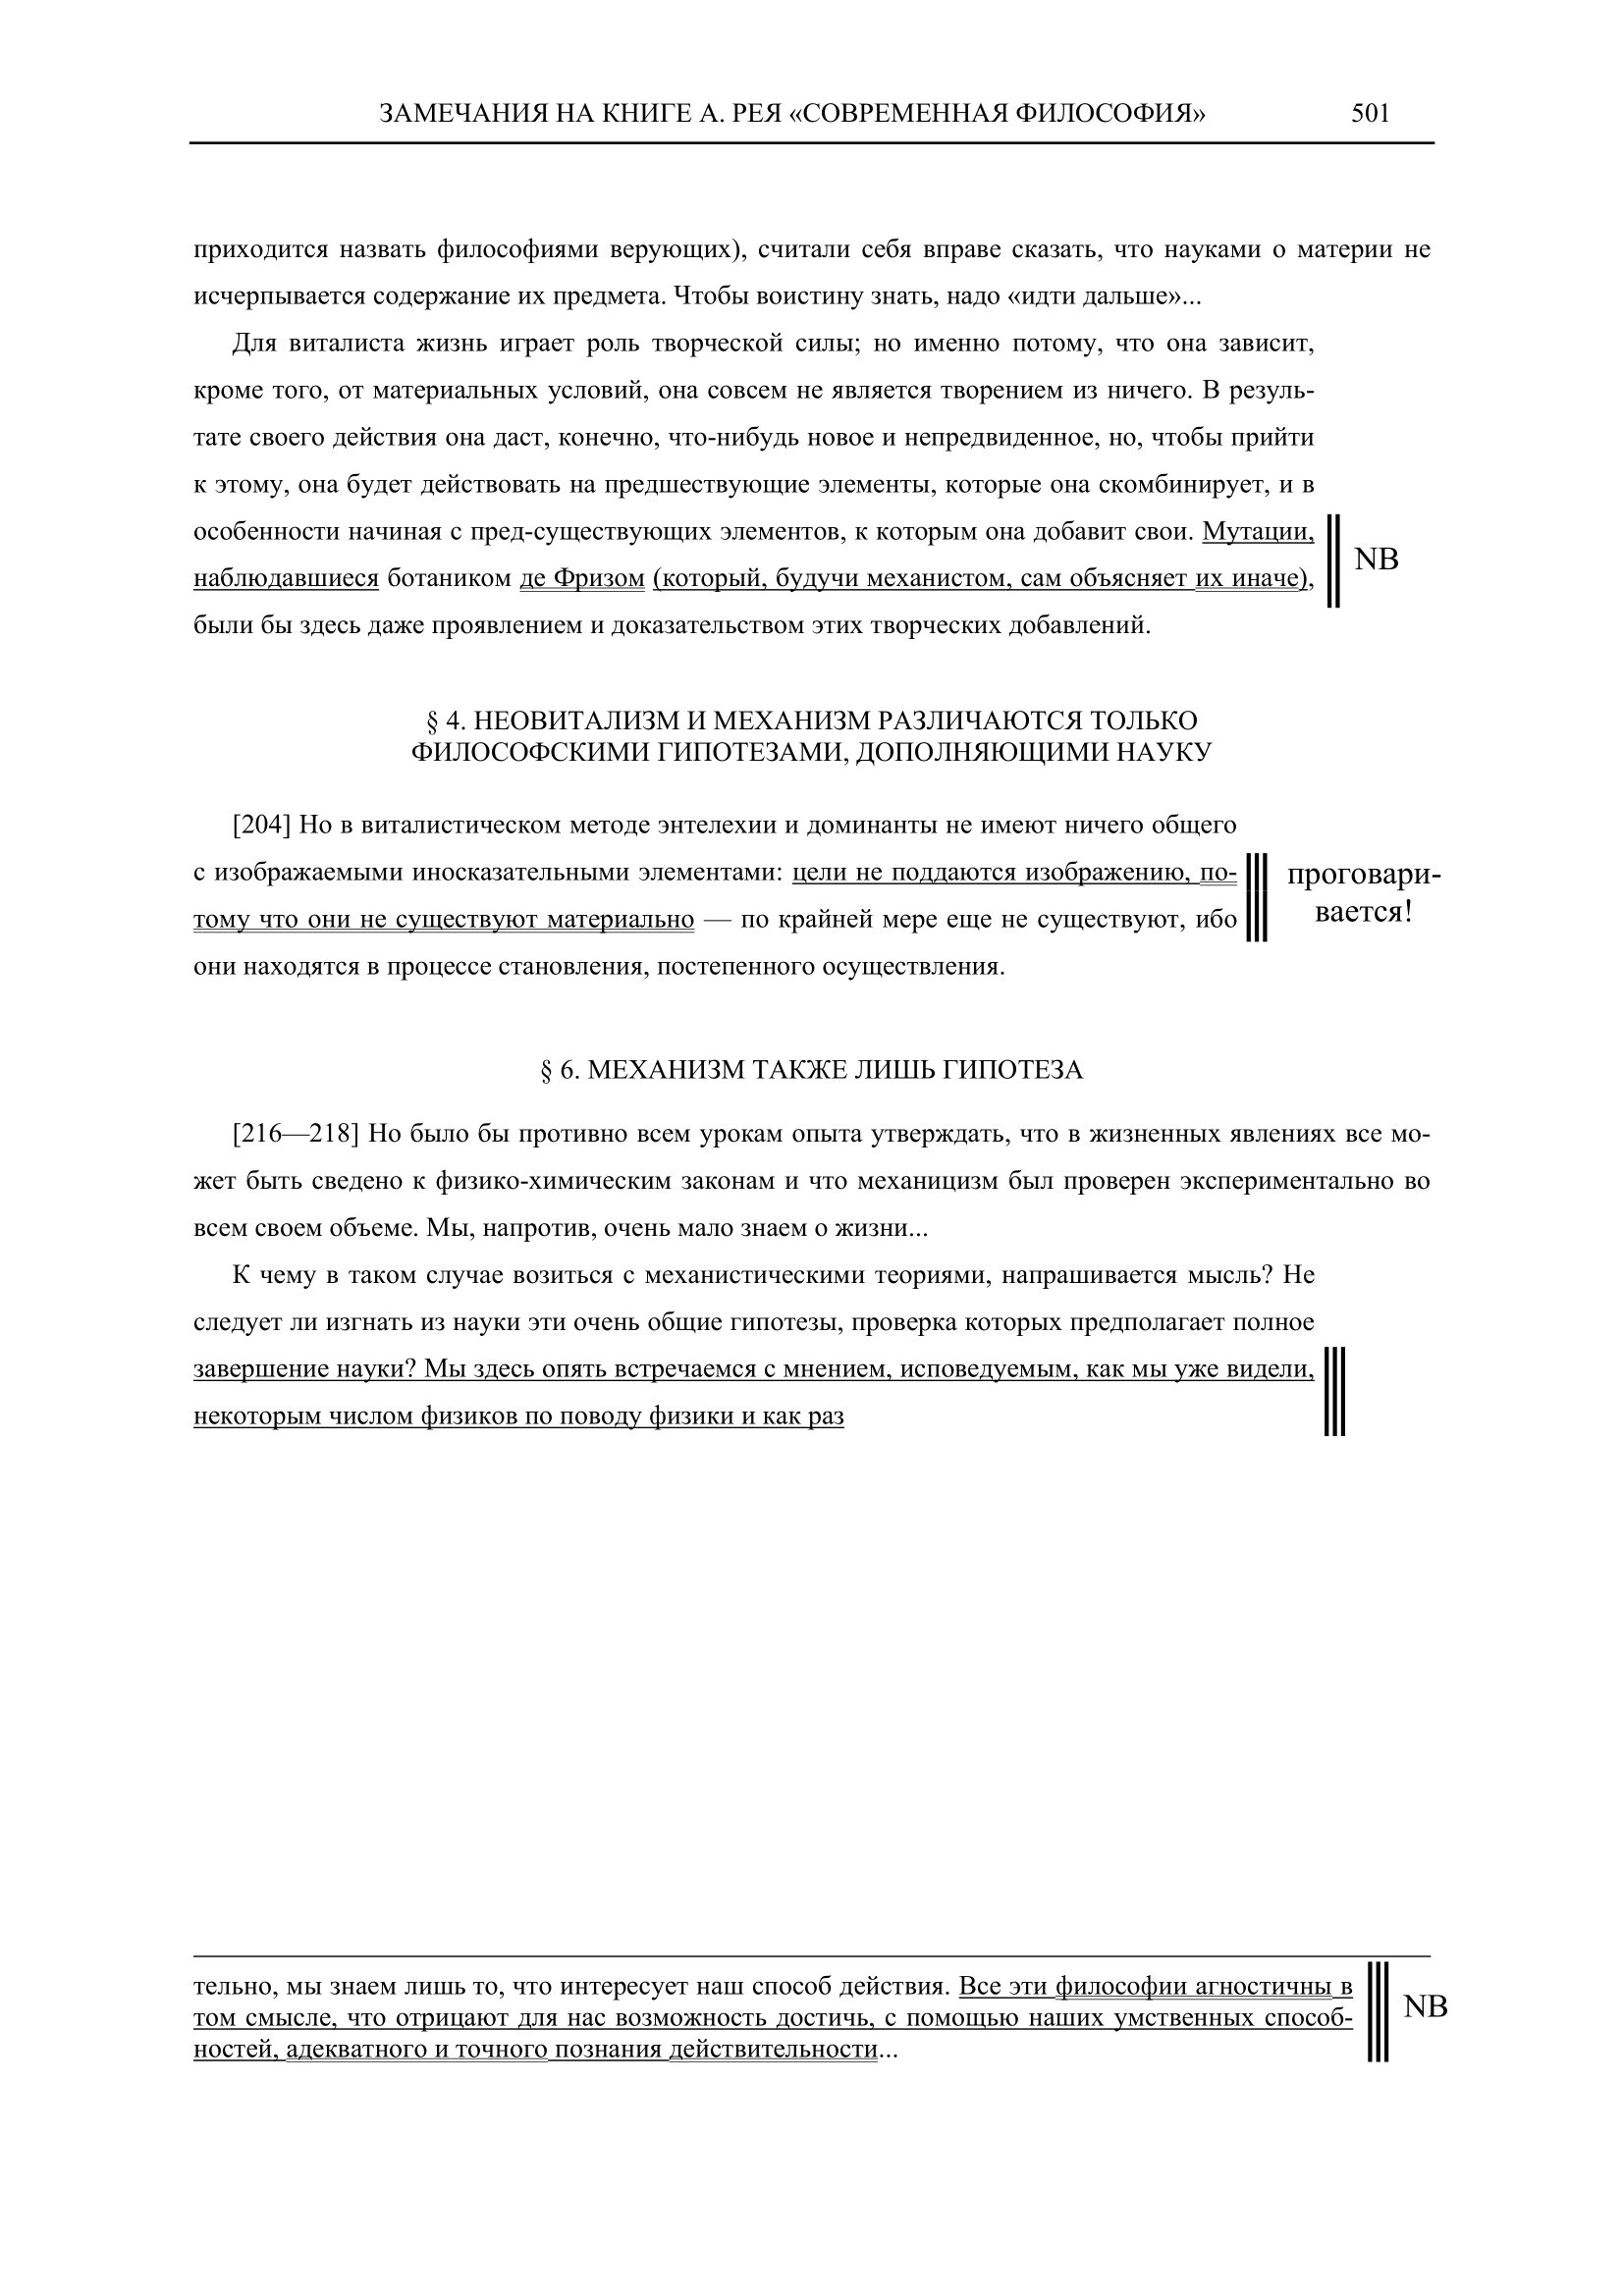 ЗАМЕЧАНИЯ НА КНИГЕ А. РЕЯ «СОВРЕМЕННАЯ ФИЛОСОФИЯ» 501
приходится назвать философиями верующих), считали себя вправе сказать, что науками о материи не
исчерпывается содержание их предмета. Чтобы воистину знать, надо «идти дальше»...
Для виталиста жизнь играет роль творческой силы; но именно потому, что она зависит,
кроме того, от материальных условий, она совсем не является творением из ничего. В резуль-
тате своего действия она даст, конечно, что-нибудь новое и непредвиденное, но, чтобы прийти
к этому, она будет действовать на предшествующие элементы, которые она скомбинирует, и в
особенности начиная с пред-существующих элементов, к которым она добавит свои. Мутации,
наблюдавшиеся ботаником де Фризом (который, будучи механистом, сам объясняет их иначе),
NB
были бы здесь даже проявлением и доказательством этих творческих добавлений.
§ 4. НЕОВИТАЛИЗМ И МЕХАНИЗМ РАЗЛИЧАЮТСЯ ТОЛЬКО
ФИЛОСОФСКИМИ ГИПОТЕЗАМИ, ДОПОЛНЯЮЩИМИ НАУКУ
[204] Но в виталистическом методе энтелехии и доминанты не имеют ничего общего
с изображаемыми иносказательными элементами: цели не поддаются изображению, по-
тому что они не существуют материально — по крайней мере еще не существуют, ибо
они находятся в процессе становления, постепенного осуществления.
проговари-
вается!
§ 6. МЕХАНИЗМ ТАКЖЕ ЛИШЬ ГИПОТЕЗА
[216—218] Но было бы противно всем урокам опыта утверждать, что в жизненных явлениях все мо-
жет быть сведено к физико-химическим законам и что механицизм был проверен экспериментально во
всем своем объеме. Мы, напротив, очень мало знаем о жизни...
К чему в таком случае возиться с механистическими теориями, напрашивается мысль? Не
следует ли изгнать из науки эти очень общие гипотезы, проверка которых предполагает полное
завершение науки? Мы здесь опять встречаемся с мнением, исповедуемым, как мы уже видели,
некоторым числом физиков по поводу физики и как раз
тельно, мы знаем лишь то, что интересует наш способ действия. Все эти философии агностичны в
том смысле, что отрицают для нас возможность достичь, с помощью наших умственных способ-
ностей, адекватного и точного познания действительности...
NB